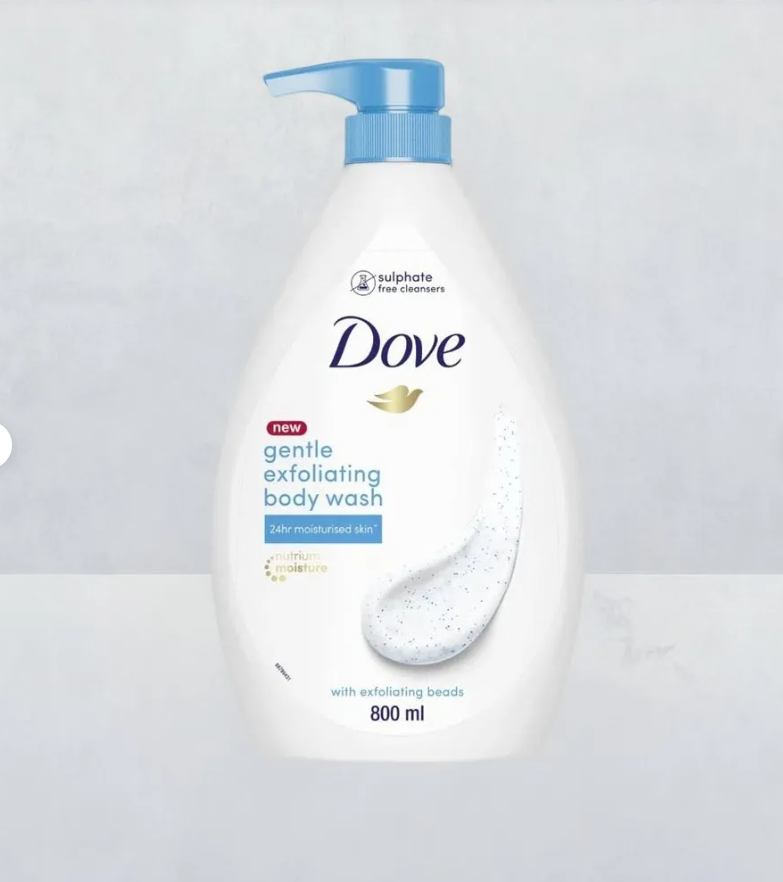 sulphate
free cleansers
Dove
new
gentle
exfoliating
body wash
24hr moisturised skin
nutrium
moisture
with exfoliating beads
800 ml